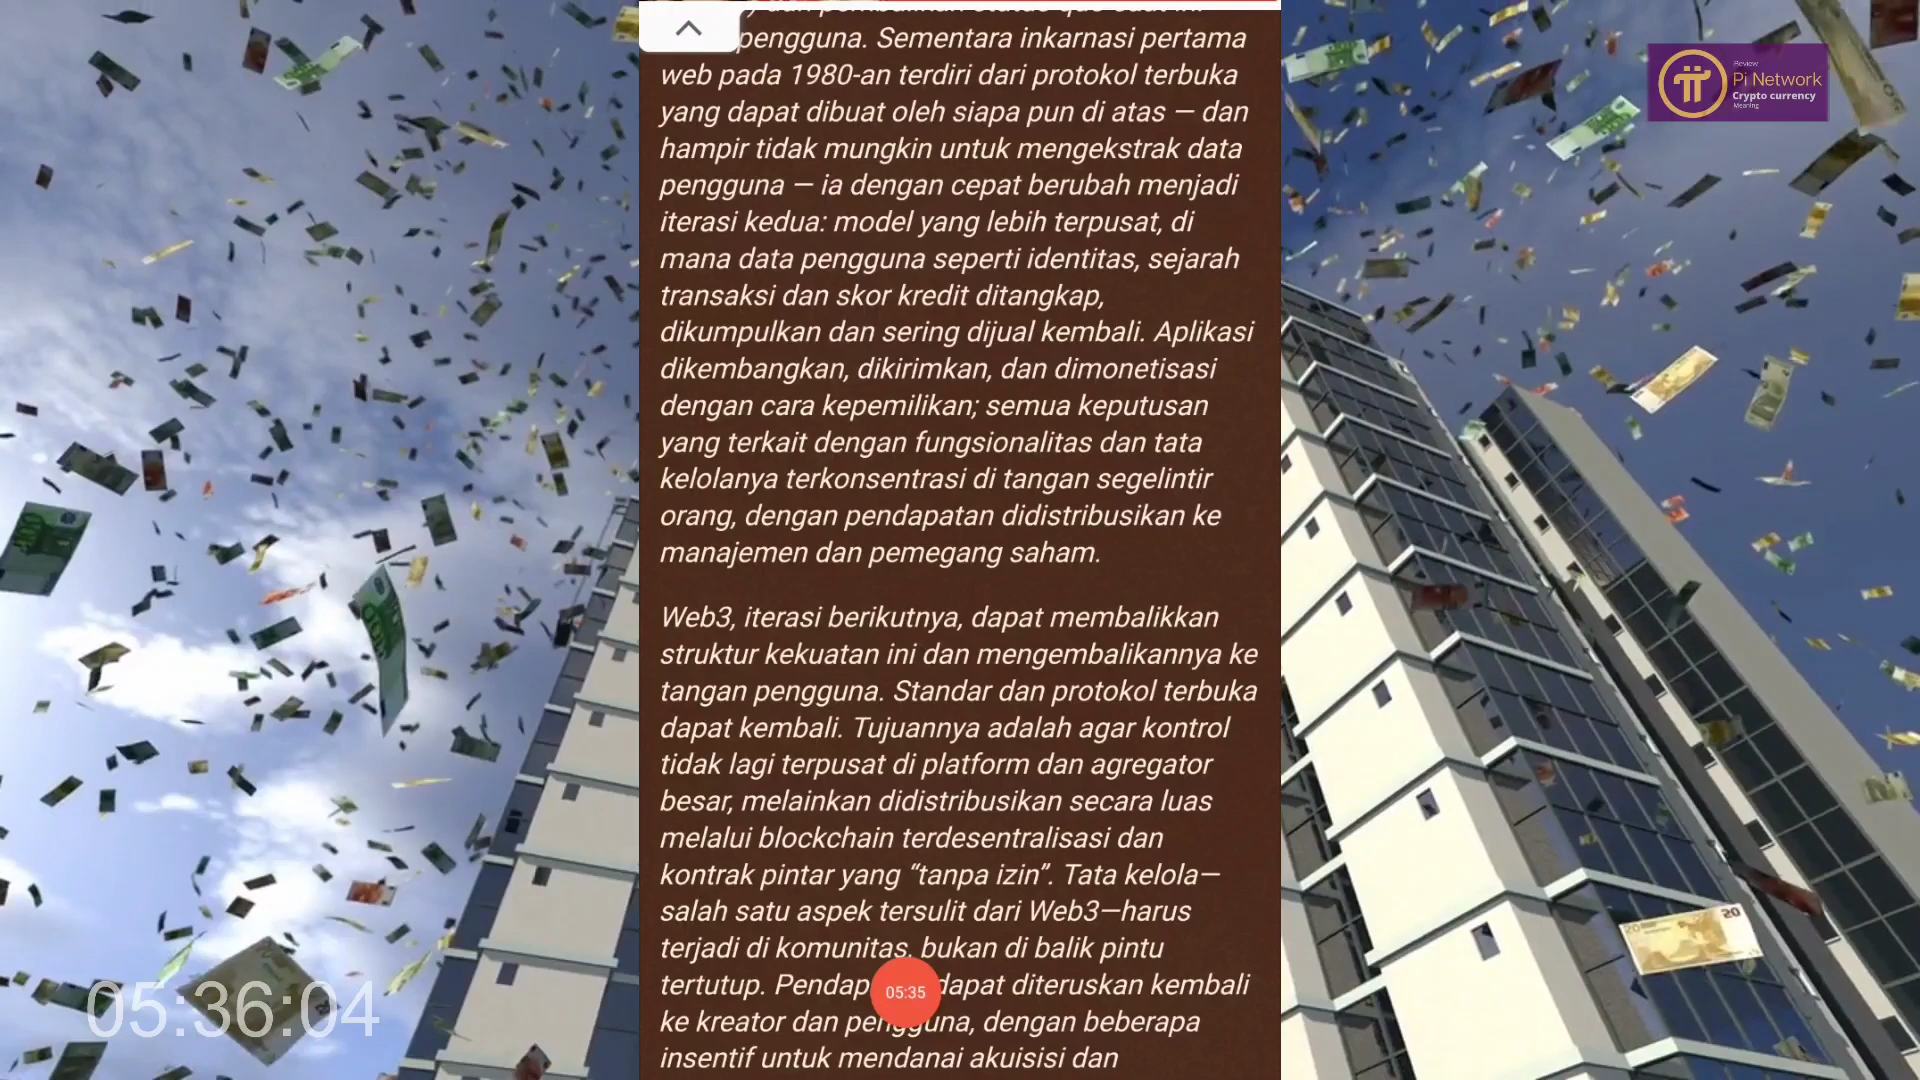 pengguna. Sementara inkarnasi pertama
web pada 1980-an terdiri dari protokol terbuka
yang dapat dibuat oleh siapa pun di atas — dan
hampir tidak mungkin untuk mengekstrak data
pengguna — ia dengan cepat berubah menjadi
iterasi kedua: model yang lebih terpusat, di
mana data pengguna seperti identitas, sejarah
transaksi dan skor kredit ditangkap,
dikumpulkan dan sering dijual kembali. Aplikasi
dikembangkan, dikirimkan, dan dimonetisasi
dengan cara kepemilikan; semua keputusan
yang terkait dengan fungsionalitas dan tata
kelolanya terkonsentrasi di tangan segelintir
orang, dengan pendapatan didistribusikan ke
manajemen dan pemegang saham.
Web3, iterasi berikutnya, dapat membalikkan
struktur kekuatan ini dan mengembalikannya ke
tangan pengguna. Standar dan protokol terbuka
dapat kembali. Tujuannya adalah agar kontrol
tidak lagi terpusat di platform dan agregator
besar, melainkan didistribusikan secara luas
melalui blockchain terdesentralisasi dan
kontrak pintar yang “tanpa izin”. Tata kelola—
salah satu aspek tersulit dari Web3—harus
terjadi di komunitas, bukan di balik pintu
tertutup. dapat diteruskan kembali
ke kreator dan pengguna, dengan beberapa
insentif untuk mendanai akuisisi dan
05:35
05:36:04
Review
Pi Network
Crypto currency
Meaning
20